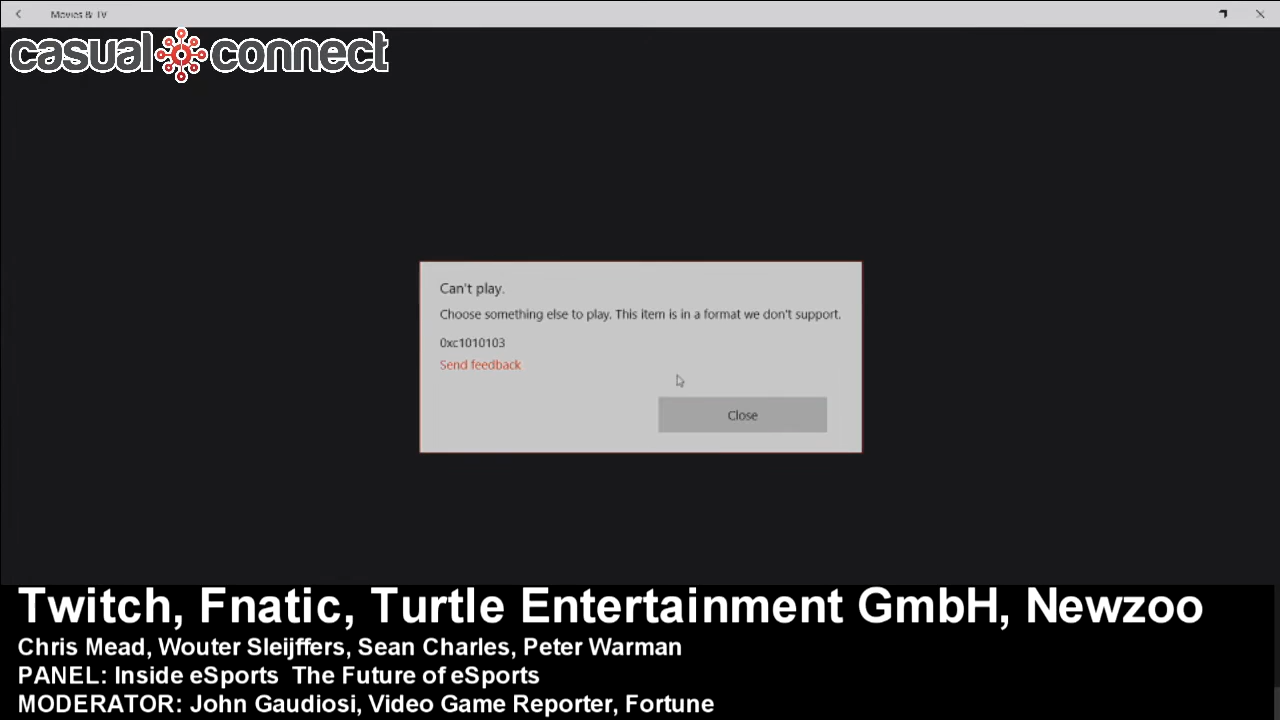 Movies & TV
casual connect
Can't play.
Choose something else to play. This item is in a format we don't support.
0xc1010103
Send feedback
Close
Twitch, Fnatic, Turtle Entertainment GmbH, Newzoo
Chris Mead, Wouter Sleijffers, Sean Charles, Peter Warman
PANEL: Inside eSports  The Future of eSports
MODERATOR: John Gaudiosi, Video Game Reporter, Fortune